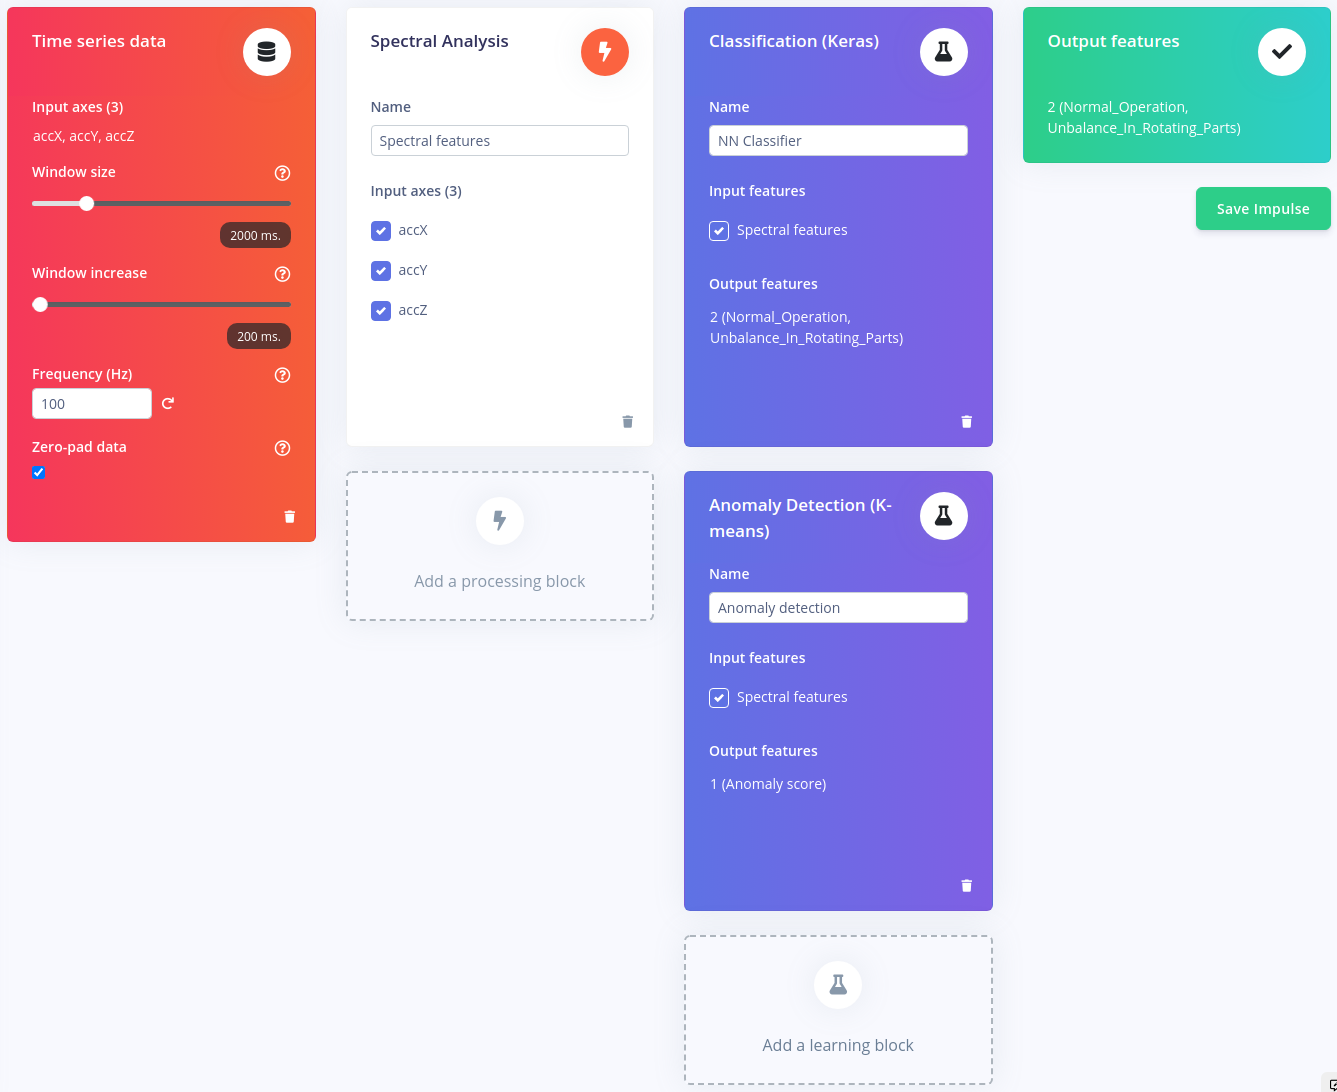 Time series data
Input axes (3)
accX, accY, accZ
Window size
2000 ms.
Window increase
200 ms.
Frequency (Hz)
100
Zero-pad data
Spectral Analysis
Name
Spectral features
Input axes (3)
accX
accY
accZ
Add a processing block
Classification (Keras)
Name
NN Classifier
Input features
Spectral features
Output features
2 (Normal_Operation,
Unbalance_In_Rotating_Parts)
Anomaly Detection (K-
means)
Name
Anomaly detection
Input features
Spectral features
Output features
1 (Anomaly score)
Add a learning block
Output features
2 (Normal_Operation,
Unbalance_In_Rotating_Parts)
Save Impulse